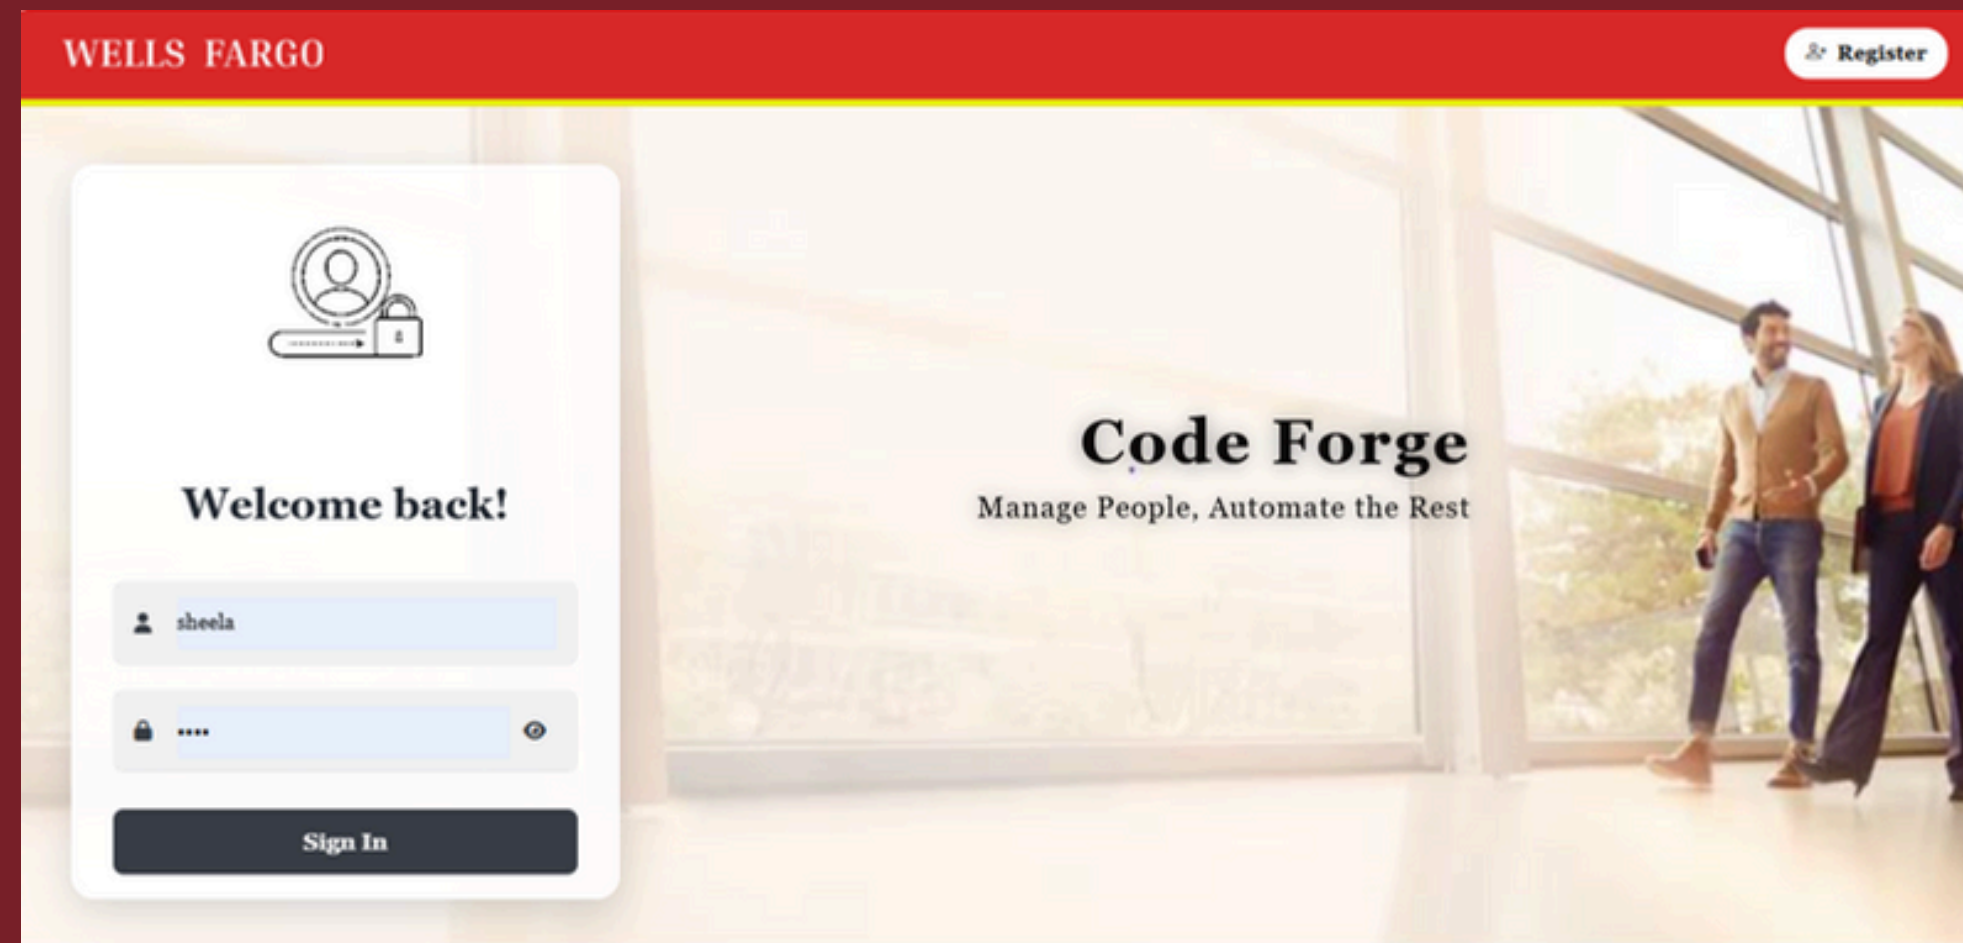 WELLS FARGO
Register
Code Forge
Manage People, Automate the Rest
Welcome back!
sheela
••••
Sign In